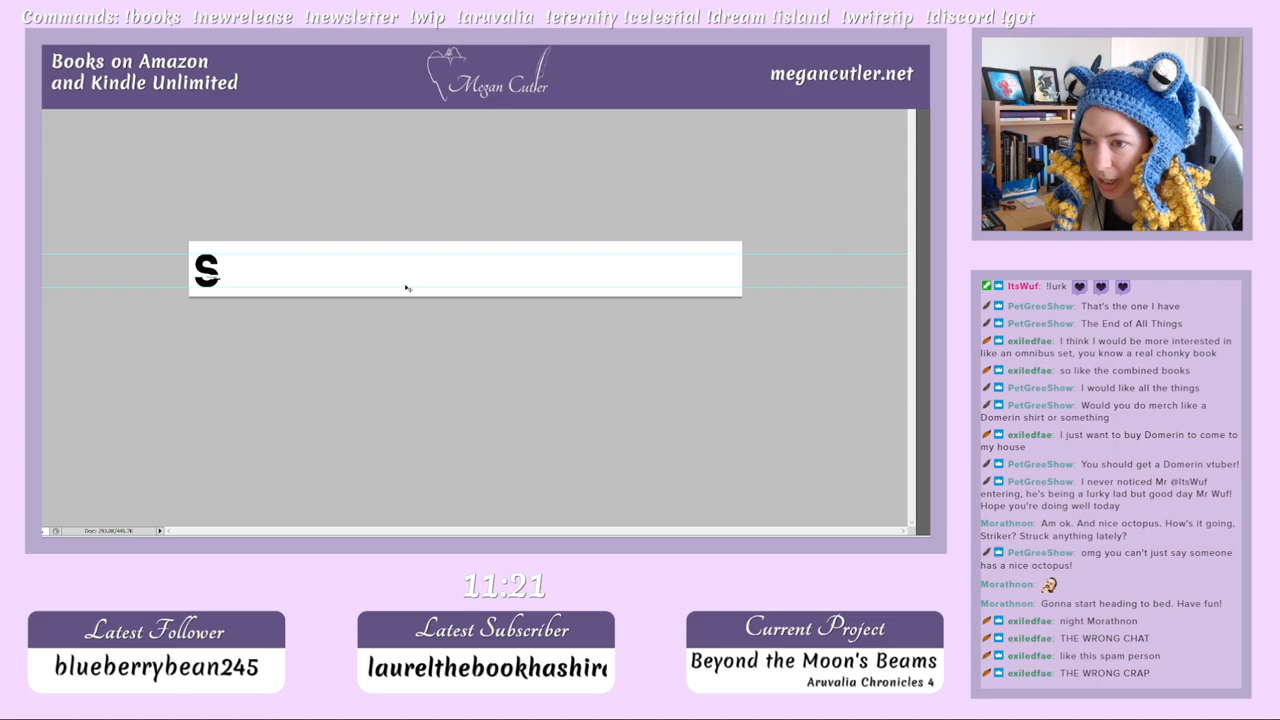 Commands: !books !newrelease !newsletter !wip !aruvalia !eternity !celestial !dream !island !writetip !discord !got
Books on Amazon
and Kindle Unlimited
Megan Cutler
megancutler.net
S
Doc: 293.0K/445.7K
ItsWuf: !lurk
PetGreeShow: That's the one I have
PetGreeShow: The End of All Things
exiledfae: I think I would be more interested in
like an omnibus set, you know a real chonky book
exiledfae: so like the combined books
PetGreeShow: I would like all the things
PetGreeShow: Would you do merch like a
Domerin shirt or something
exiledfae: I just want to buy Domerin to come to
my house
PetGreeShow: You should get a Domerin vtuber!
PetGreeShow: I never noticed Mr @ItsWuf
entering, he's being a lurky lad but good day Mr Wuf!
Hope you're doing well today
Morathnon: Am ok. And nice octopus. How's it going,
Striker? Struck anything lately?
PetGreeShow: omg you can't just say someone
has a nice octopus!
Morathnon:
Morathnon: Gonna start heading to bed. Have fun!
exiledfae: night Morathnon
exiledfae: THE WRONG CHAT
exiledfae: like this spam person
exiledfae: THE WRONG CRAP
11:21
Latest Follower
blueberrybean245
Latest Subscriber
laurelthebookhashira
Current Project
Beyond the Moon's Beams
Aruvalia Chronicles 4